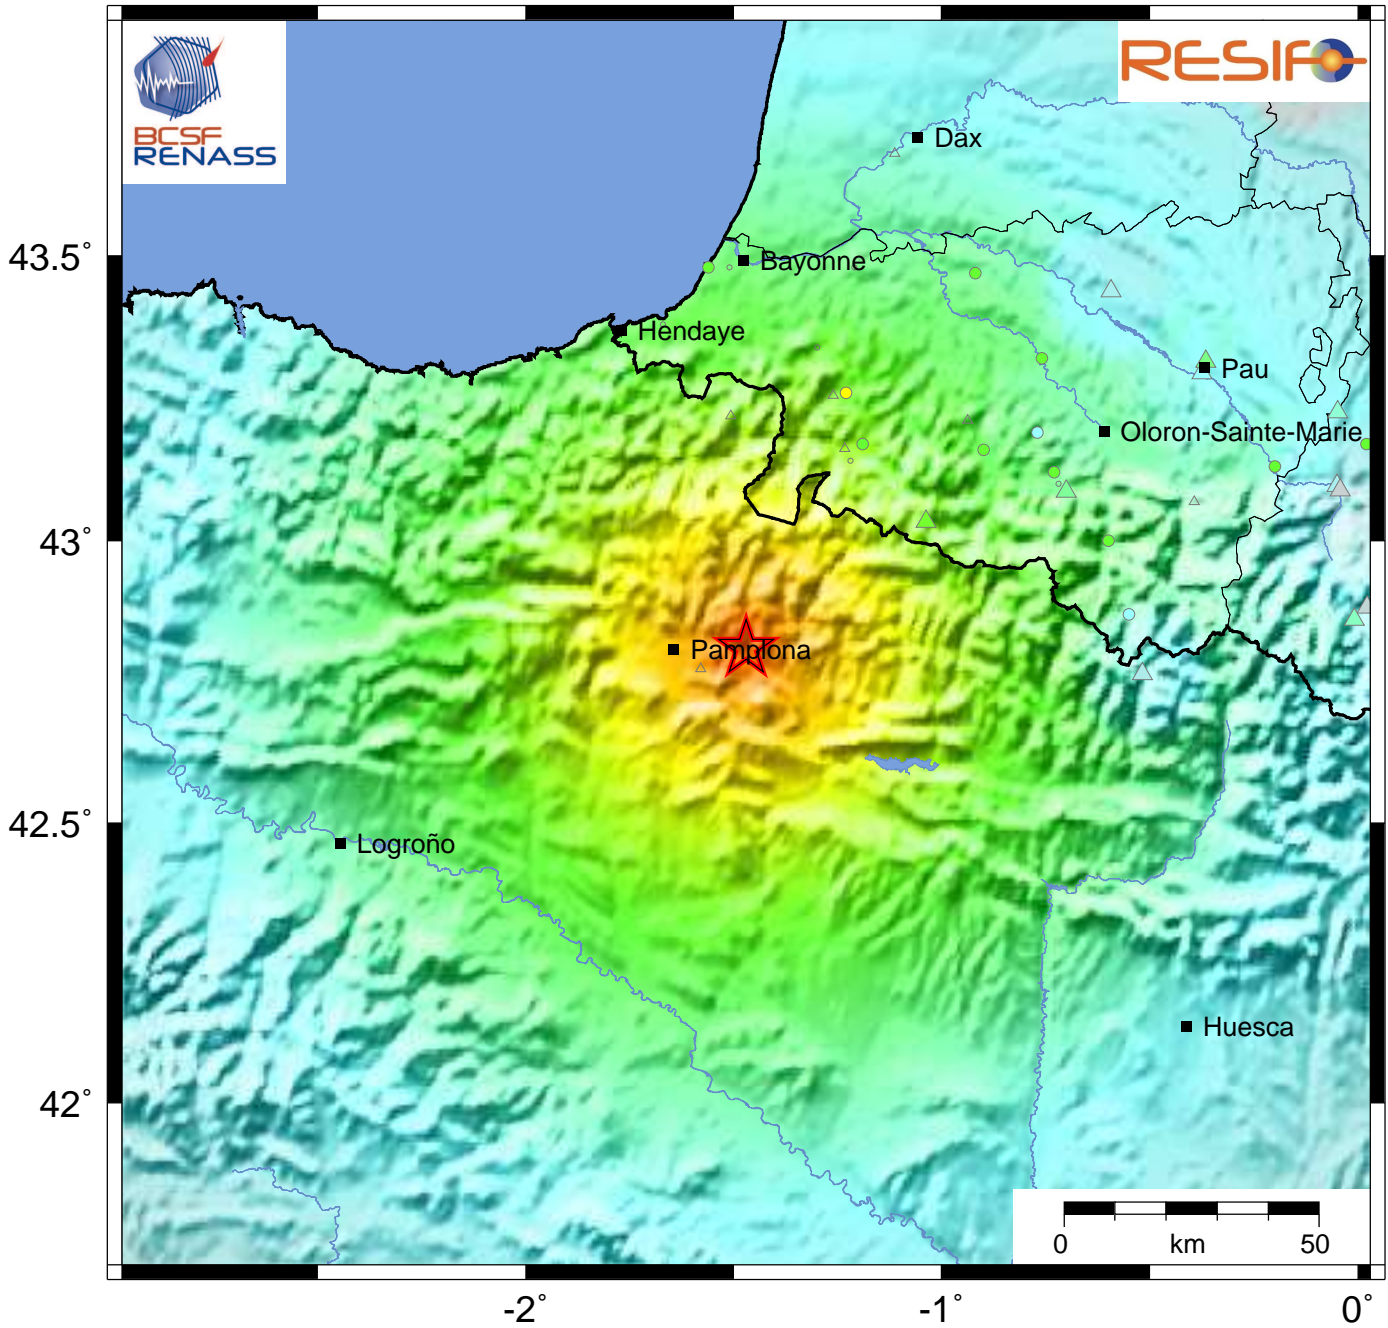 BCSF
RENASS
RESIF
Dax
43.5°
Bayonne
Hendaye
Pau
Oloron-Sainte-Marie
43°
Pamplona
42.5°
Logroño
Huesca
42°
0 km 50
-2° -1° 0°